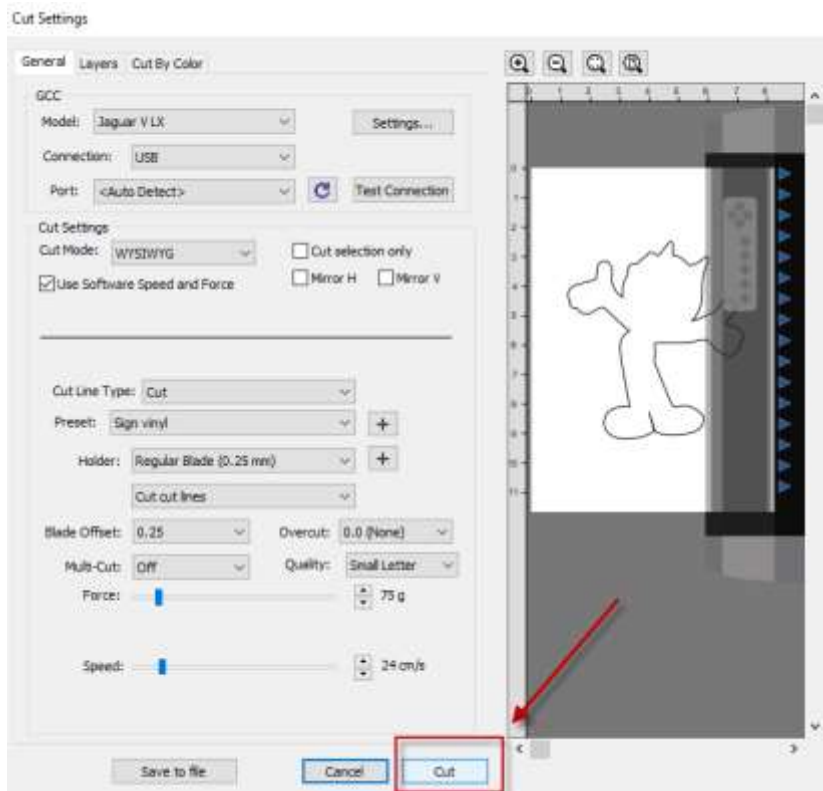 Cut Settings
General Layers Cut By Color
GCC
Model: Jaguar V LX Settings...
Connection: USB
Port: <Auto Detect> Test Connection
Cut Settings
Cut Mode: WYSIWYG Cut selection only
Use Software Speed and Force Mirror H Mirror V
Cut Line Type: Cut
Preset: Sign vinyl +
Holder: Regular Blade (0.25 mm) +
Cut cut lines
Blade Offset: 0.25 Overcut: 0.0 (None)
Multi-Cut: Off Quality: Small Letter
Force: 75 g
Speed: 24 cm/s
Save to file Cancel Cut